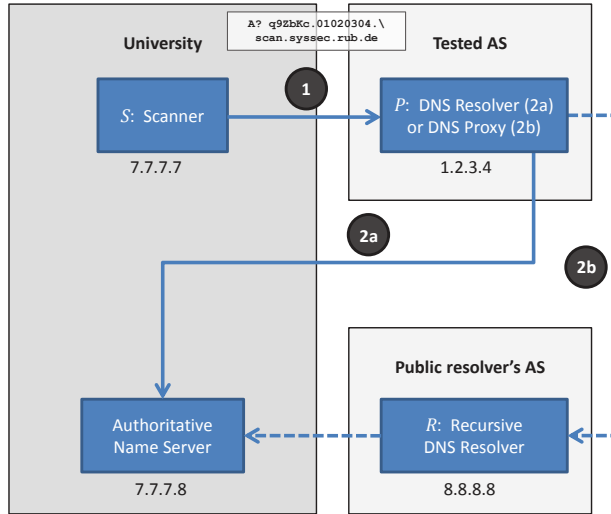 A? q9ZbKc.01020304.\
scan.syssec.rub.de
University
Tested AS
1
S: Scanner
P: DNS Resolver (2a)
or DNS Proxy (2b)
7.7.7.7
1.2.3.4
2a
2b
Public resolver's AS
Authoritative
Name Server
R: Recursive
DNS Resolver
7.7.7.8
8.8.8.8